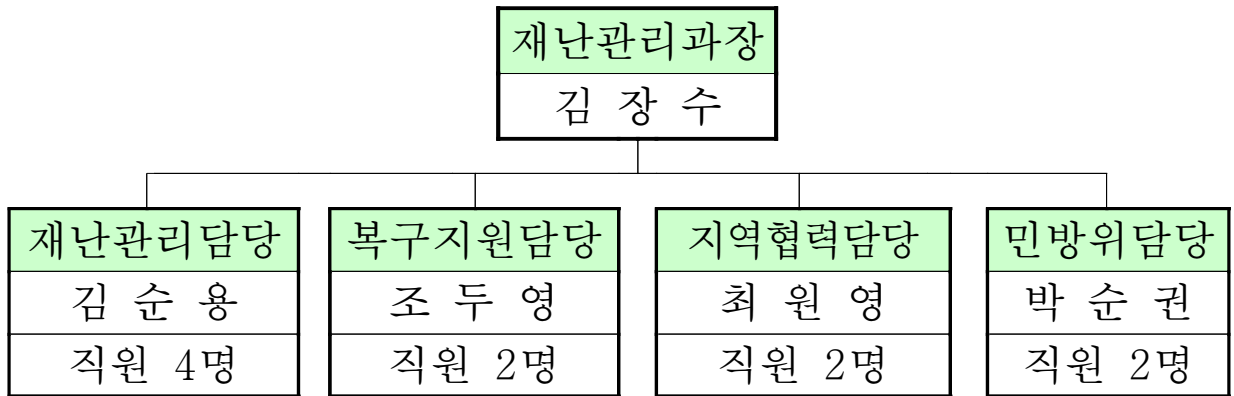 재난관리과장
김 장 수
재난관리담당 복구지원담당 지역협력담당 민방위담당
김 순 용 조 두 영 최 원 영 박 순 권
직원 4명 직원 2명 직원 2명 직원 2명